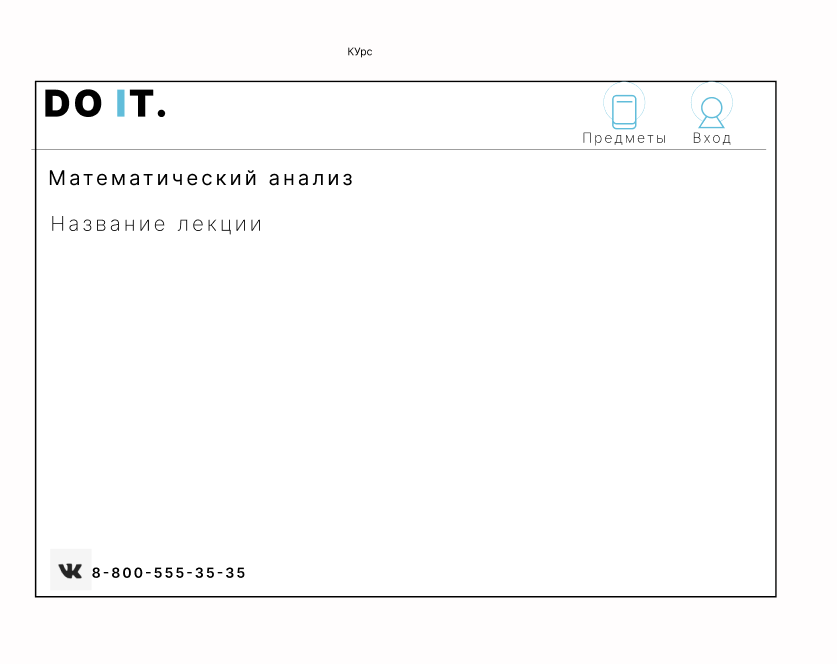 КУрс
DO IT.
Предметы Вход
Математический анализ
Название лекции
8-800-555-35-35